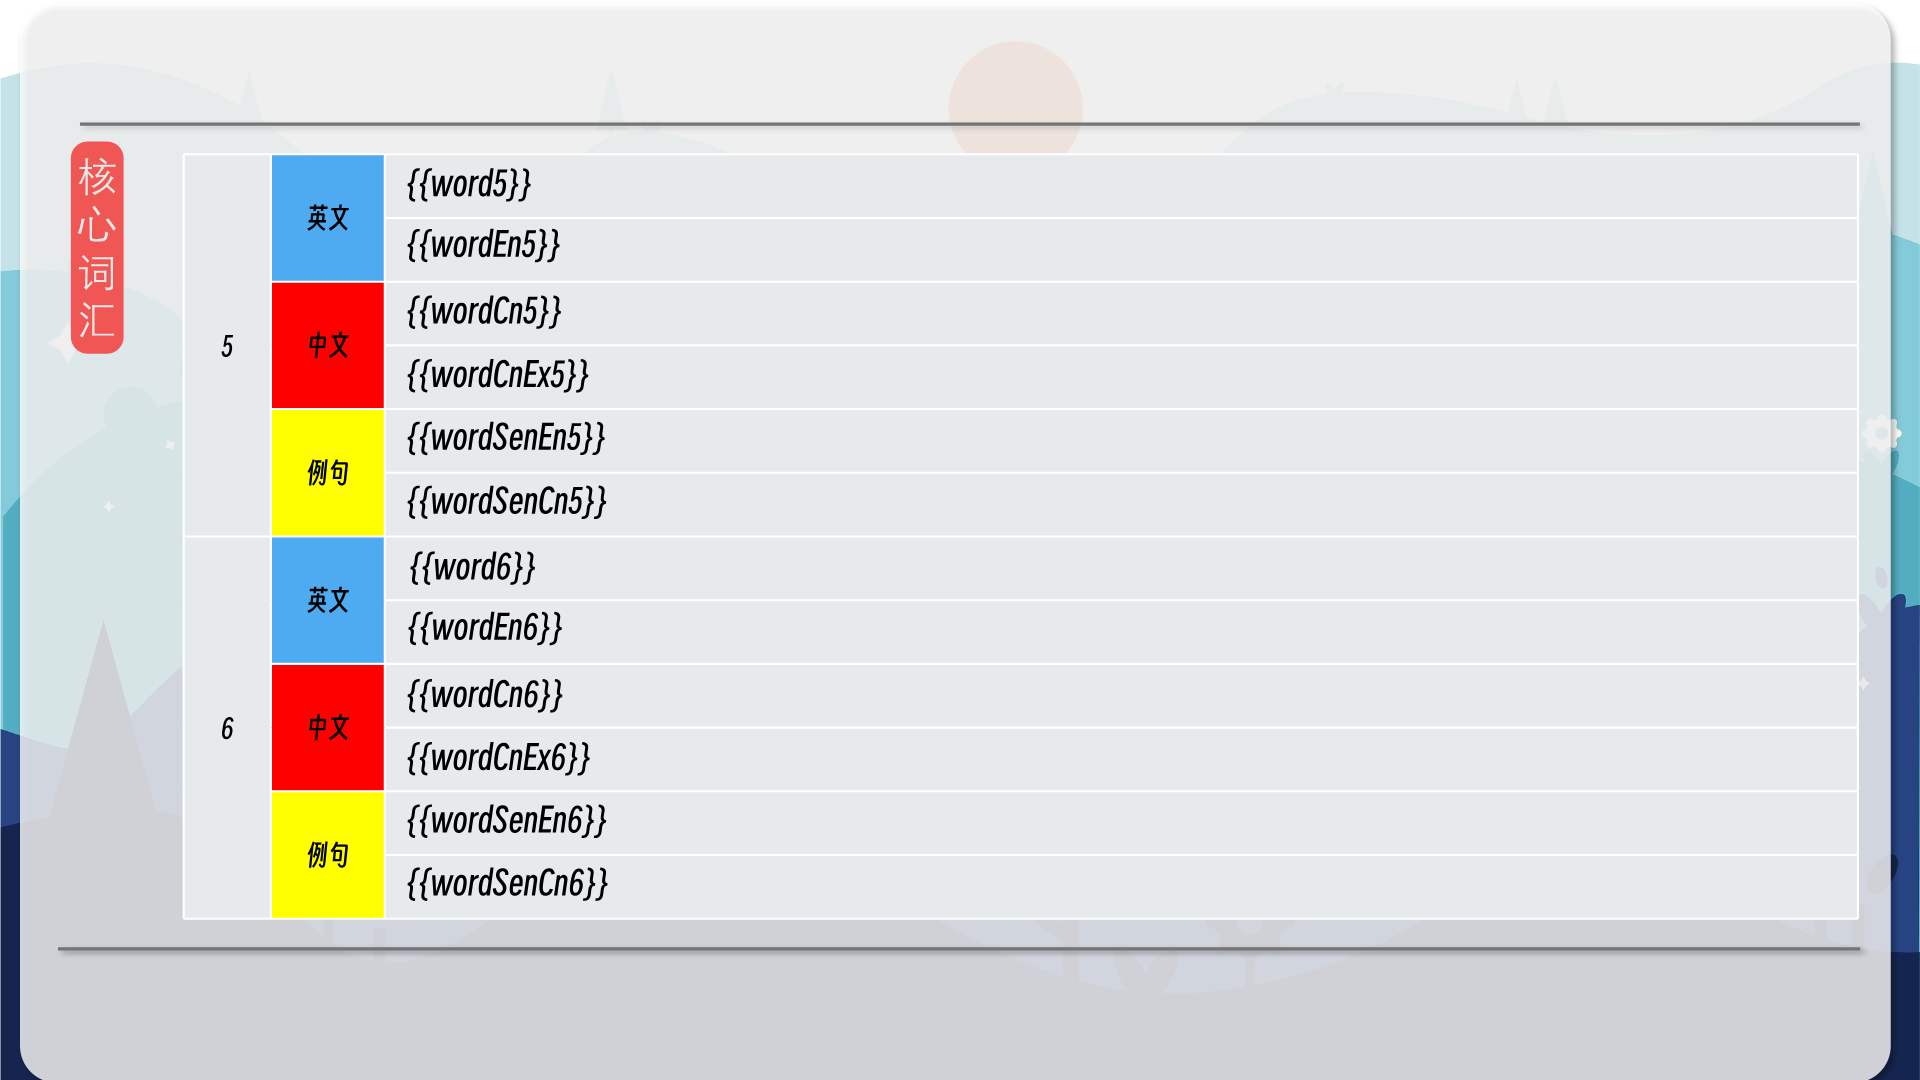 核心词汇
5
英文
{{word5}}
{{wordEn5}}
中文
{{wordCn5}}
{{wordCnEx5}}
例句
{{wordSenEn5}}
{{wordSenCn5}}
6
英文
{{word6}}
{{wordEn6}}
中文
{{wordCn6}}
{{wordCnEx6}}
例句
{{wordSenEn6}}
{{wordSenCn6}}